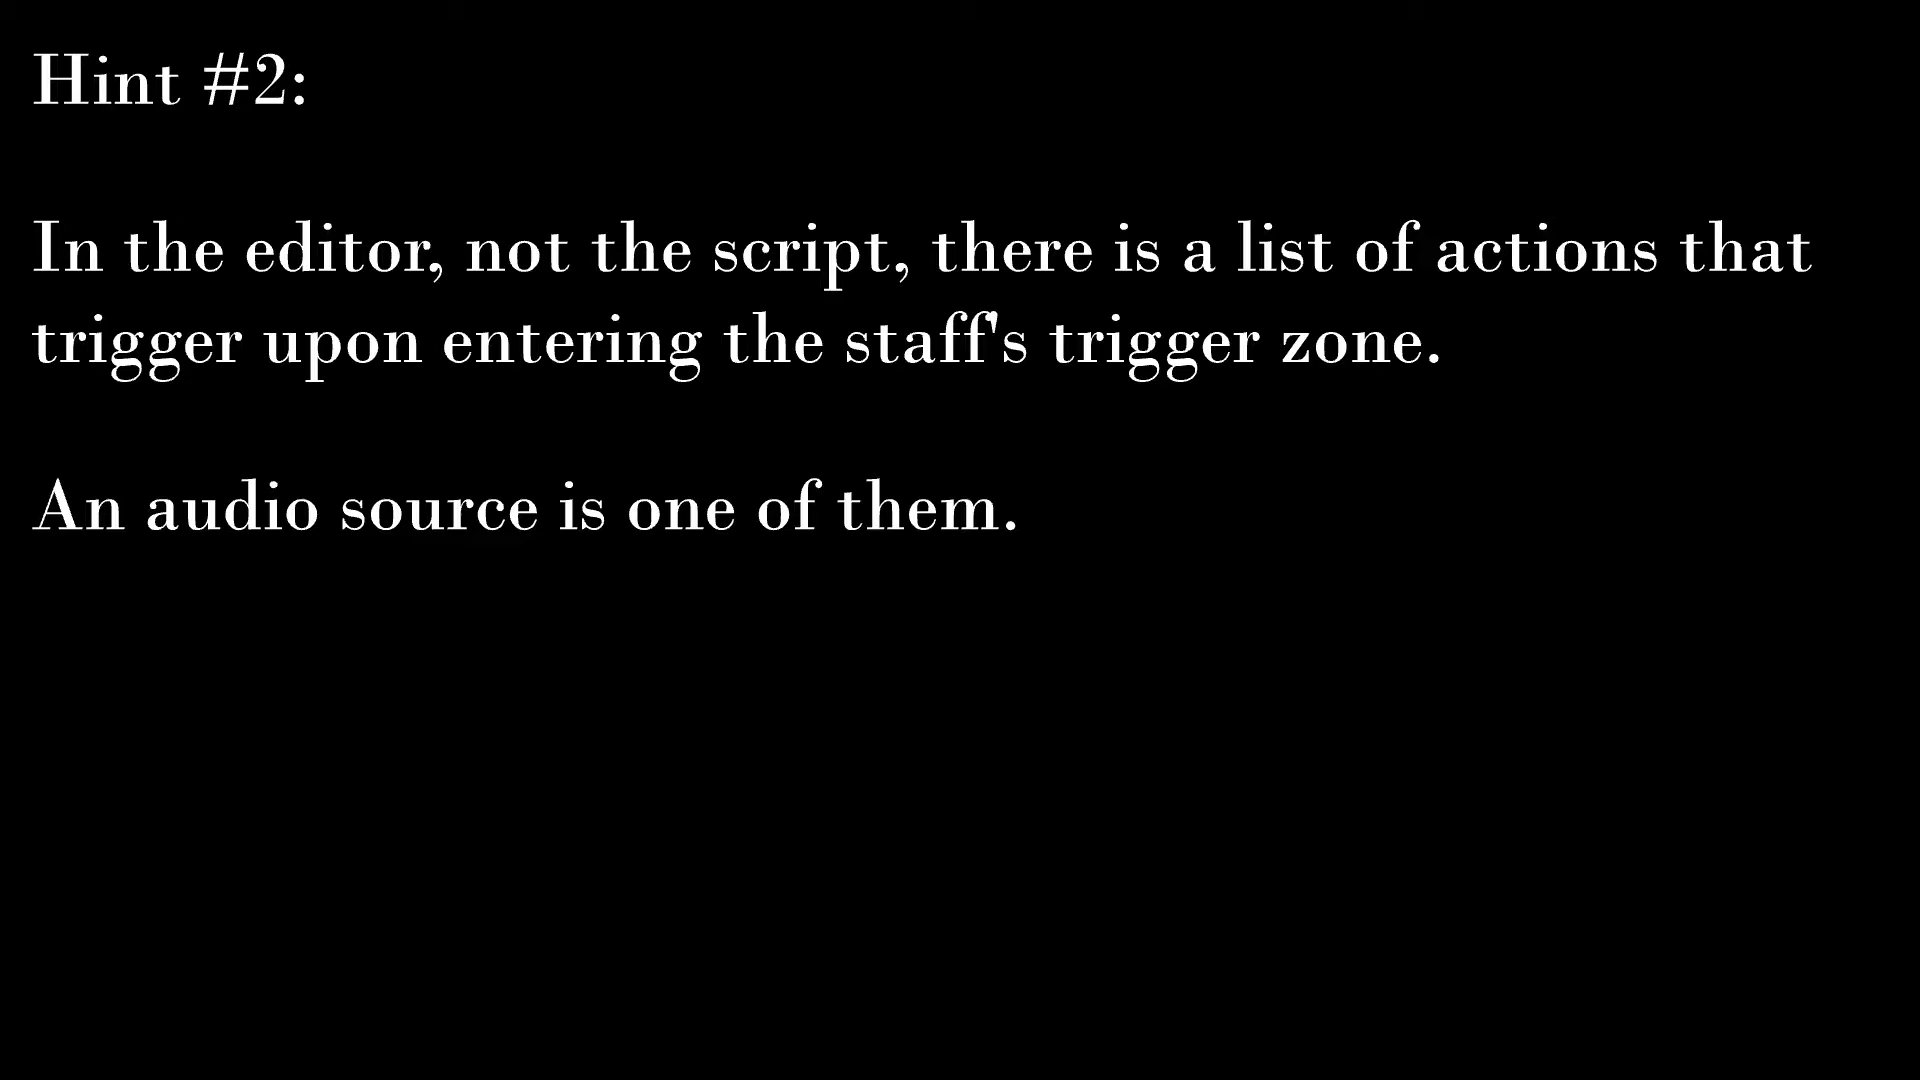 Hint #2:
In the editor, not the script, there is a list of actions that
trigger upon entering the staff's trigger zone.
An audio source is one of them.